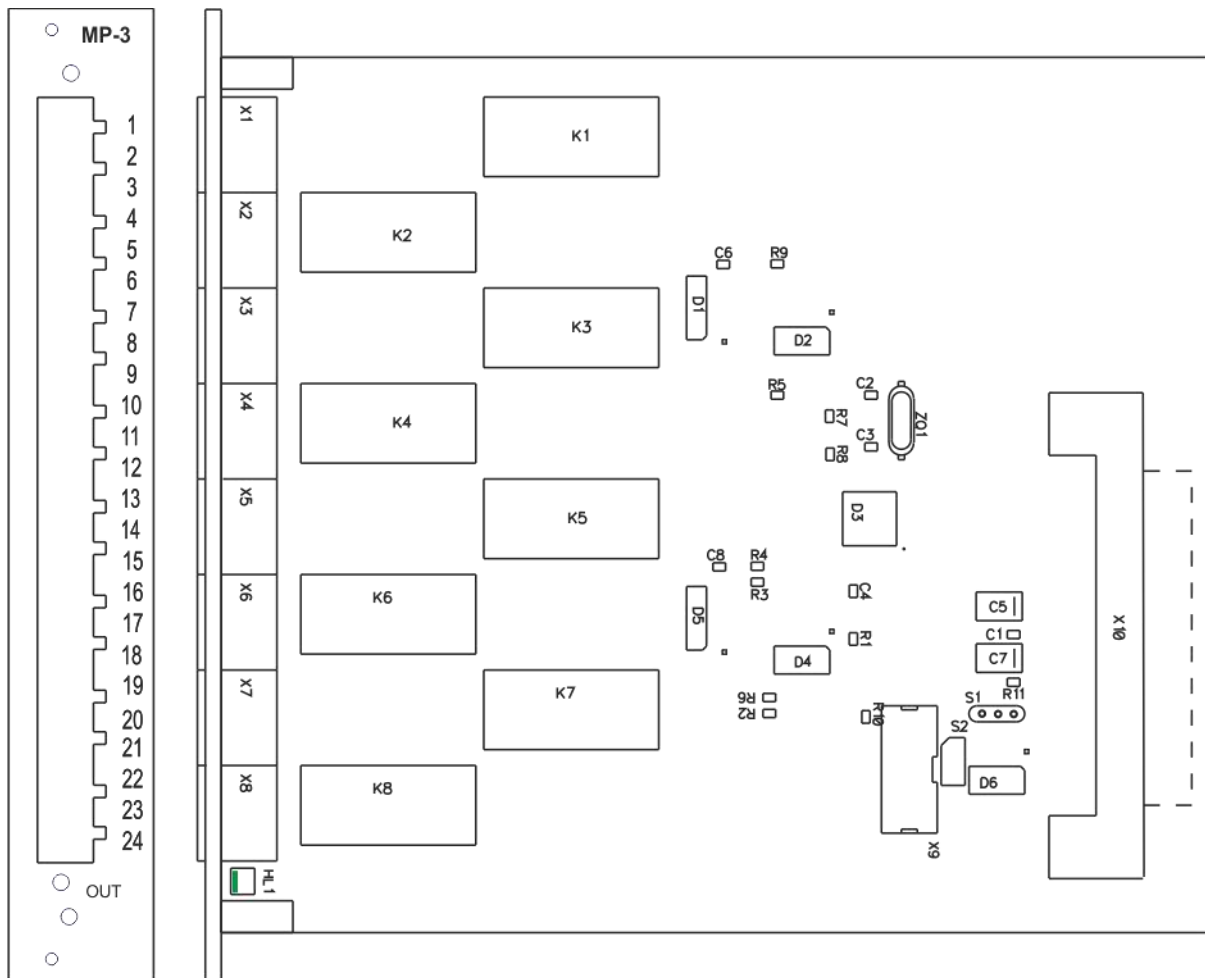 MP-3
1
2
3
4
5
6
7
8
9
10
11
12
13
14
15
16
17
18
19
20
21
22
23
24
OUT
X1
X2
X3
X4
X5
X6
X7
X8
HL1
K1
K2
K3
K4
K5
K6
K7
K8
C6
R9
D1
D2
R5
C2
R7
ZQ1
C3
R8
D3
C8
R4
R3
C4
D5
R1
D4
C5
C1
C7
R11
R6
R2
R10
S1
S2
D6
X9
X10